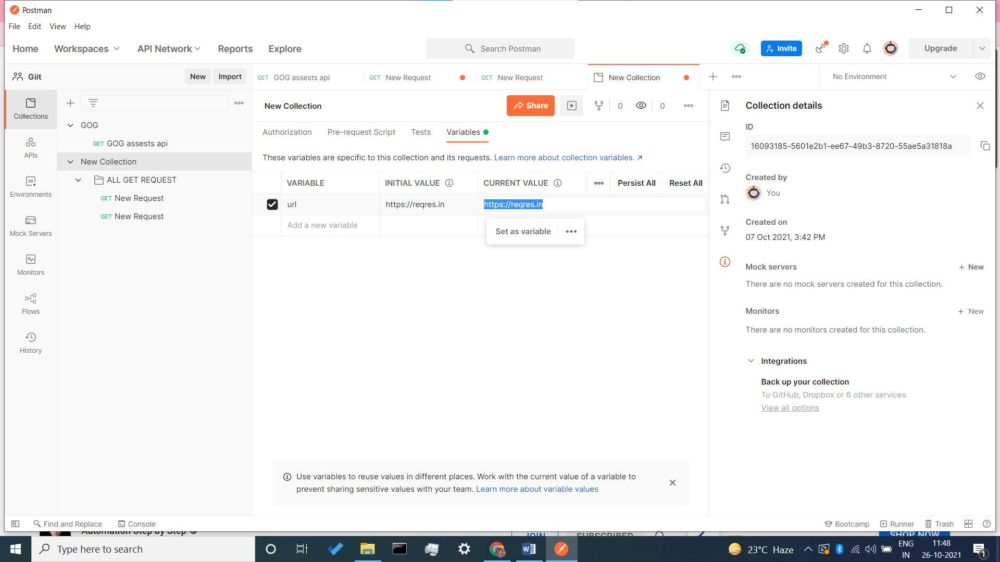 Postman
File Edit View Help
Home Workspaces API Network Reports Explore Search Postman Invite Upgrade
Giit New Import GET GOG assests api GET New Request GET New Request New Collection No Environment
Collections
APIs
Environments
Mock Servers
Monitors
Flows
History
GOG
GET GOG assests api
New Collection
ALL GET REQUEST
GET New Request
GET New Request
New Collection Share 0 0
Authorization Pre-request Script Tests Variables
These variables are specific to this collection and its requests. Learn more about collection variables. ↗
VARIABLE INITIAL VALUE CURRENT VALUE Persist All Reset All
url https://reqres.in https://reqres.in
Add a new variable
Set as variable
Use variables to reuse values in different places. Work with the current value of a variable to
prevent sharing sensitive values with your team. Learn more about variable values
Collection details
ID
16093185-5601e2b1-ee67-49b3-8720-55ae5a31818a
Created by
You
Created on
07 Oct 2021, 3:42 PM
Mock servers + New
There are no mock servers created for this collection.
Monitors + New
There are no monitors created for this collection.
Integrations
Back up your collection
To GitHub, Dropbox or 6 other services
View all options
Find and Replace Console Bootcamp Runner Trash
Automation Step by Step JOIN SUBSCRIBED SHOP NOW
Type here to search 23°C Haze ENG IN 11:48 26-10-2021 1